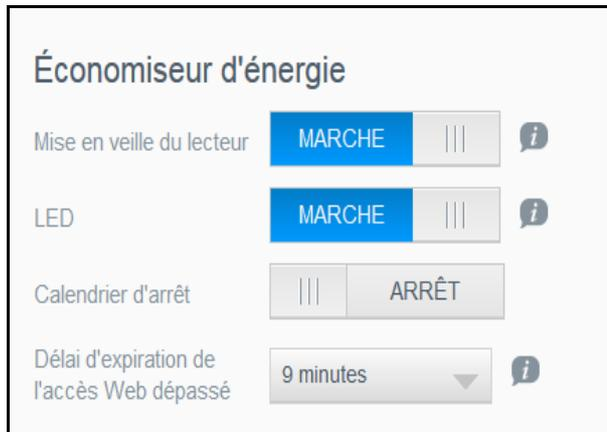 Économiseur d'énergie
Mise en veille du lecteur MARCHE
LED MARCHE
Calendrier d'arrêt ARRÊT
Délai d'expiration de
l'accès Web dépassé 9 minutes